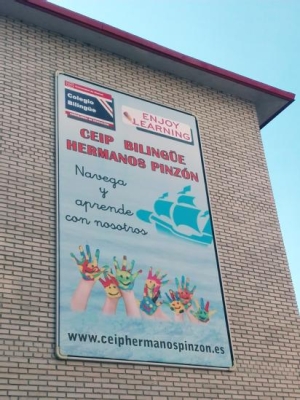 Colegio
Bilingüe
ENJOY
LEARNING
CEIP BILINGÜE
HERMANOS PINZÓN
Navega
y
aprende
con nosotros
www.ceiphermanospinzon.es